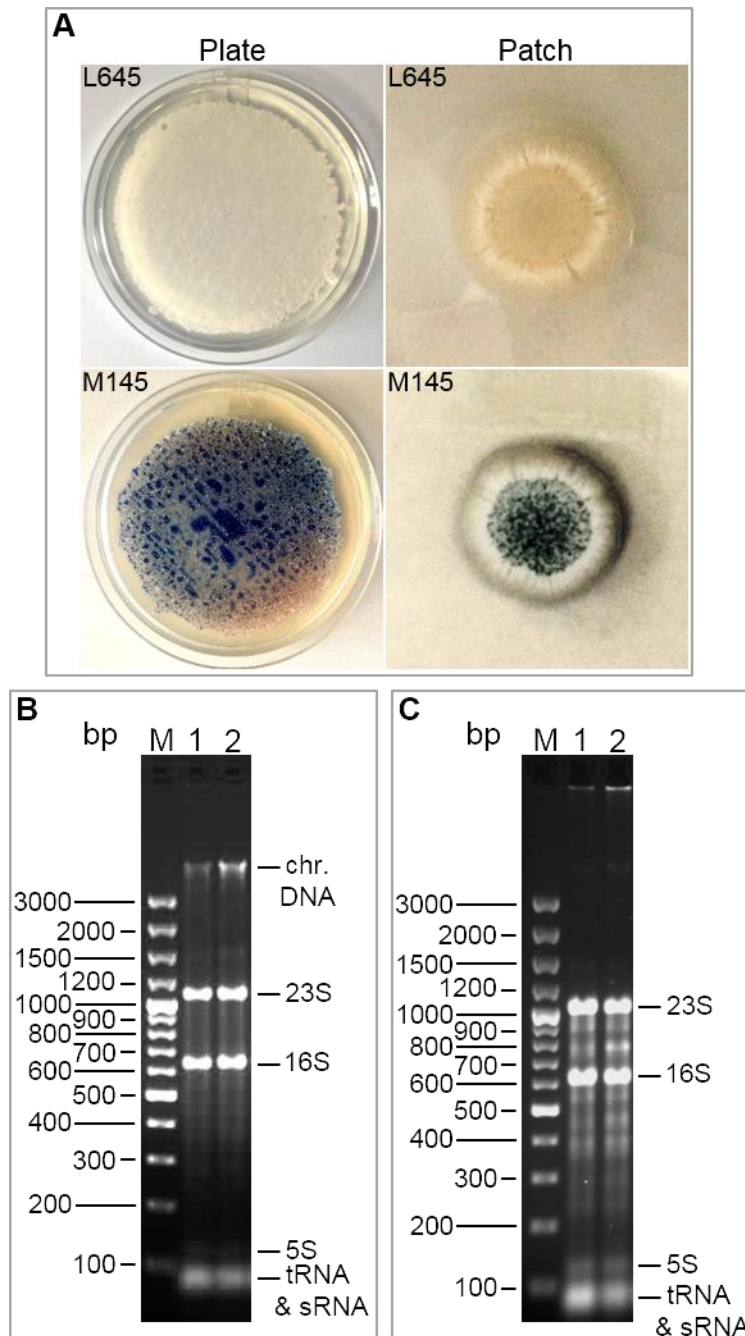 A
Plate Patch
L645 L645
M145 M145
B
bp M 1 2
chr.
DNA
3000
2000
1500
1200
1000
900
800
700
600
500
400
300
200
100
23S
16S
5S
tRNA
& sRNA
C
bp M 1 2
3000
2000
1500
1200
1000
900
800
700
600
500
400
300
200
100
23S
16S
5S
tRNA
& sRNA